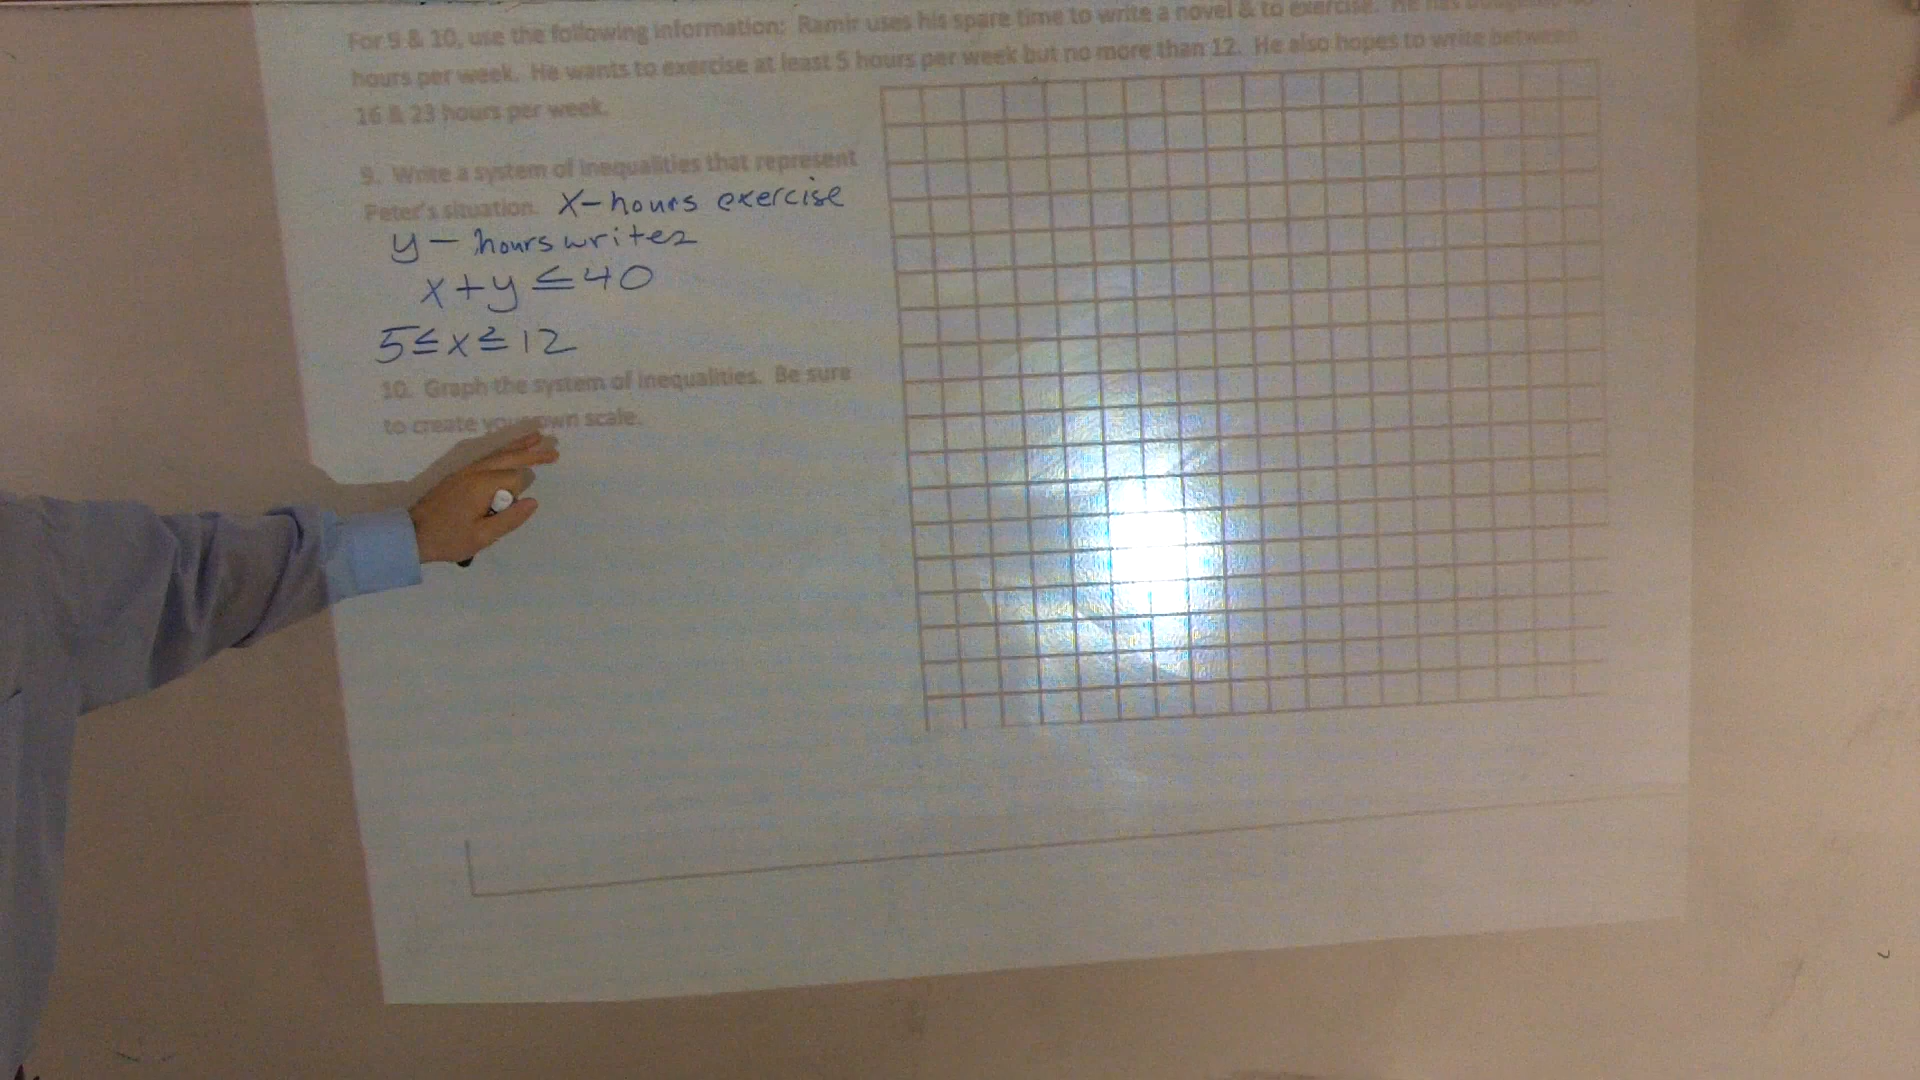 For 9 & 10, use the following information: Ramir uses his spare time to write a novel & to exercise. He has
hours per week. He wants to exercise at least 5 hours per week but no more than 12. He also hopes to write between
16 & 23 hours per week.
9. Write a system of inequalities that represent
Peter's situation. x - hours exercise
y - hours writes
x + y ≤ 40
5 ≤ x ≥ 12
10. Graph the system of inequalities. Be sure
to create your own scale.